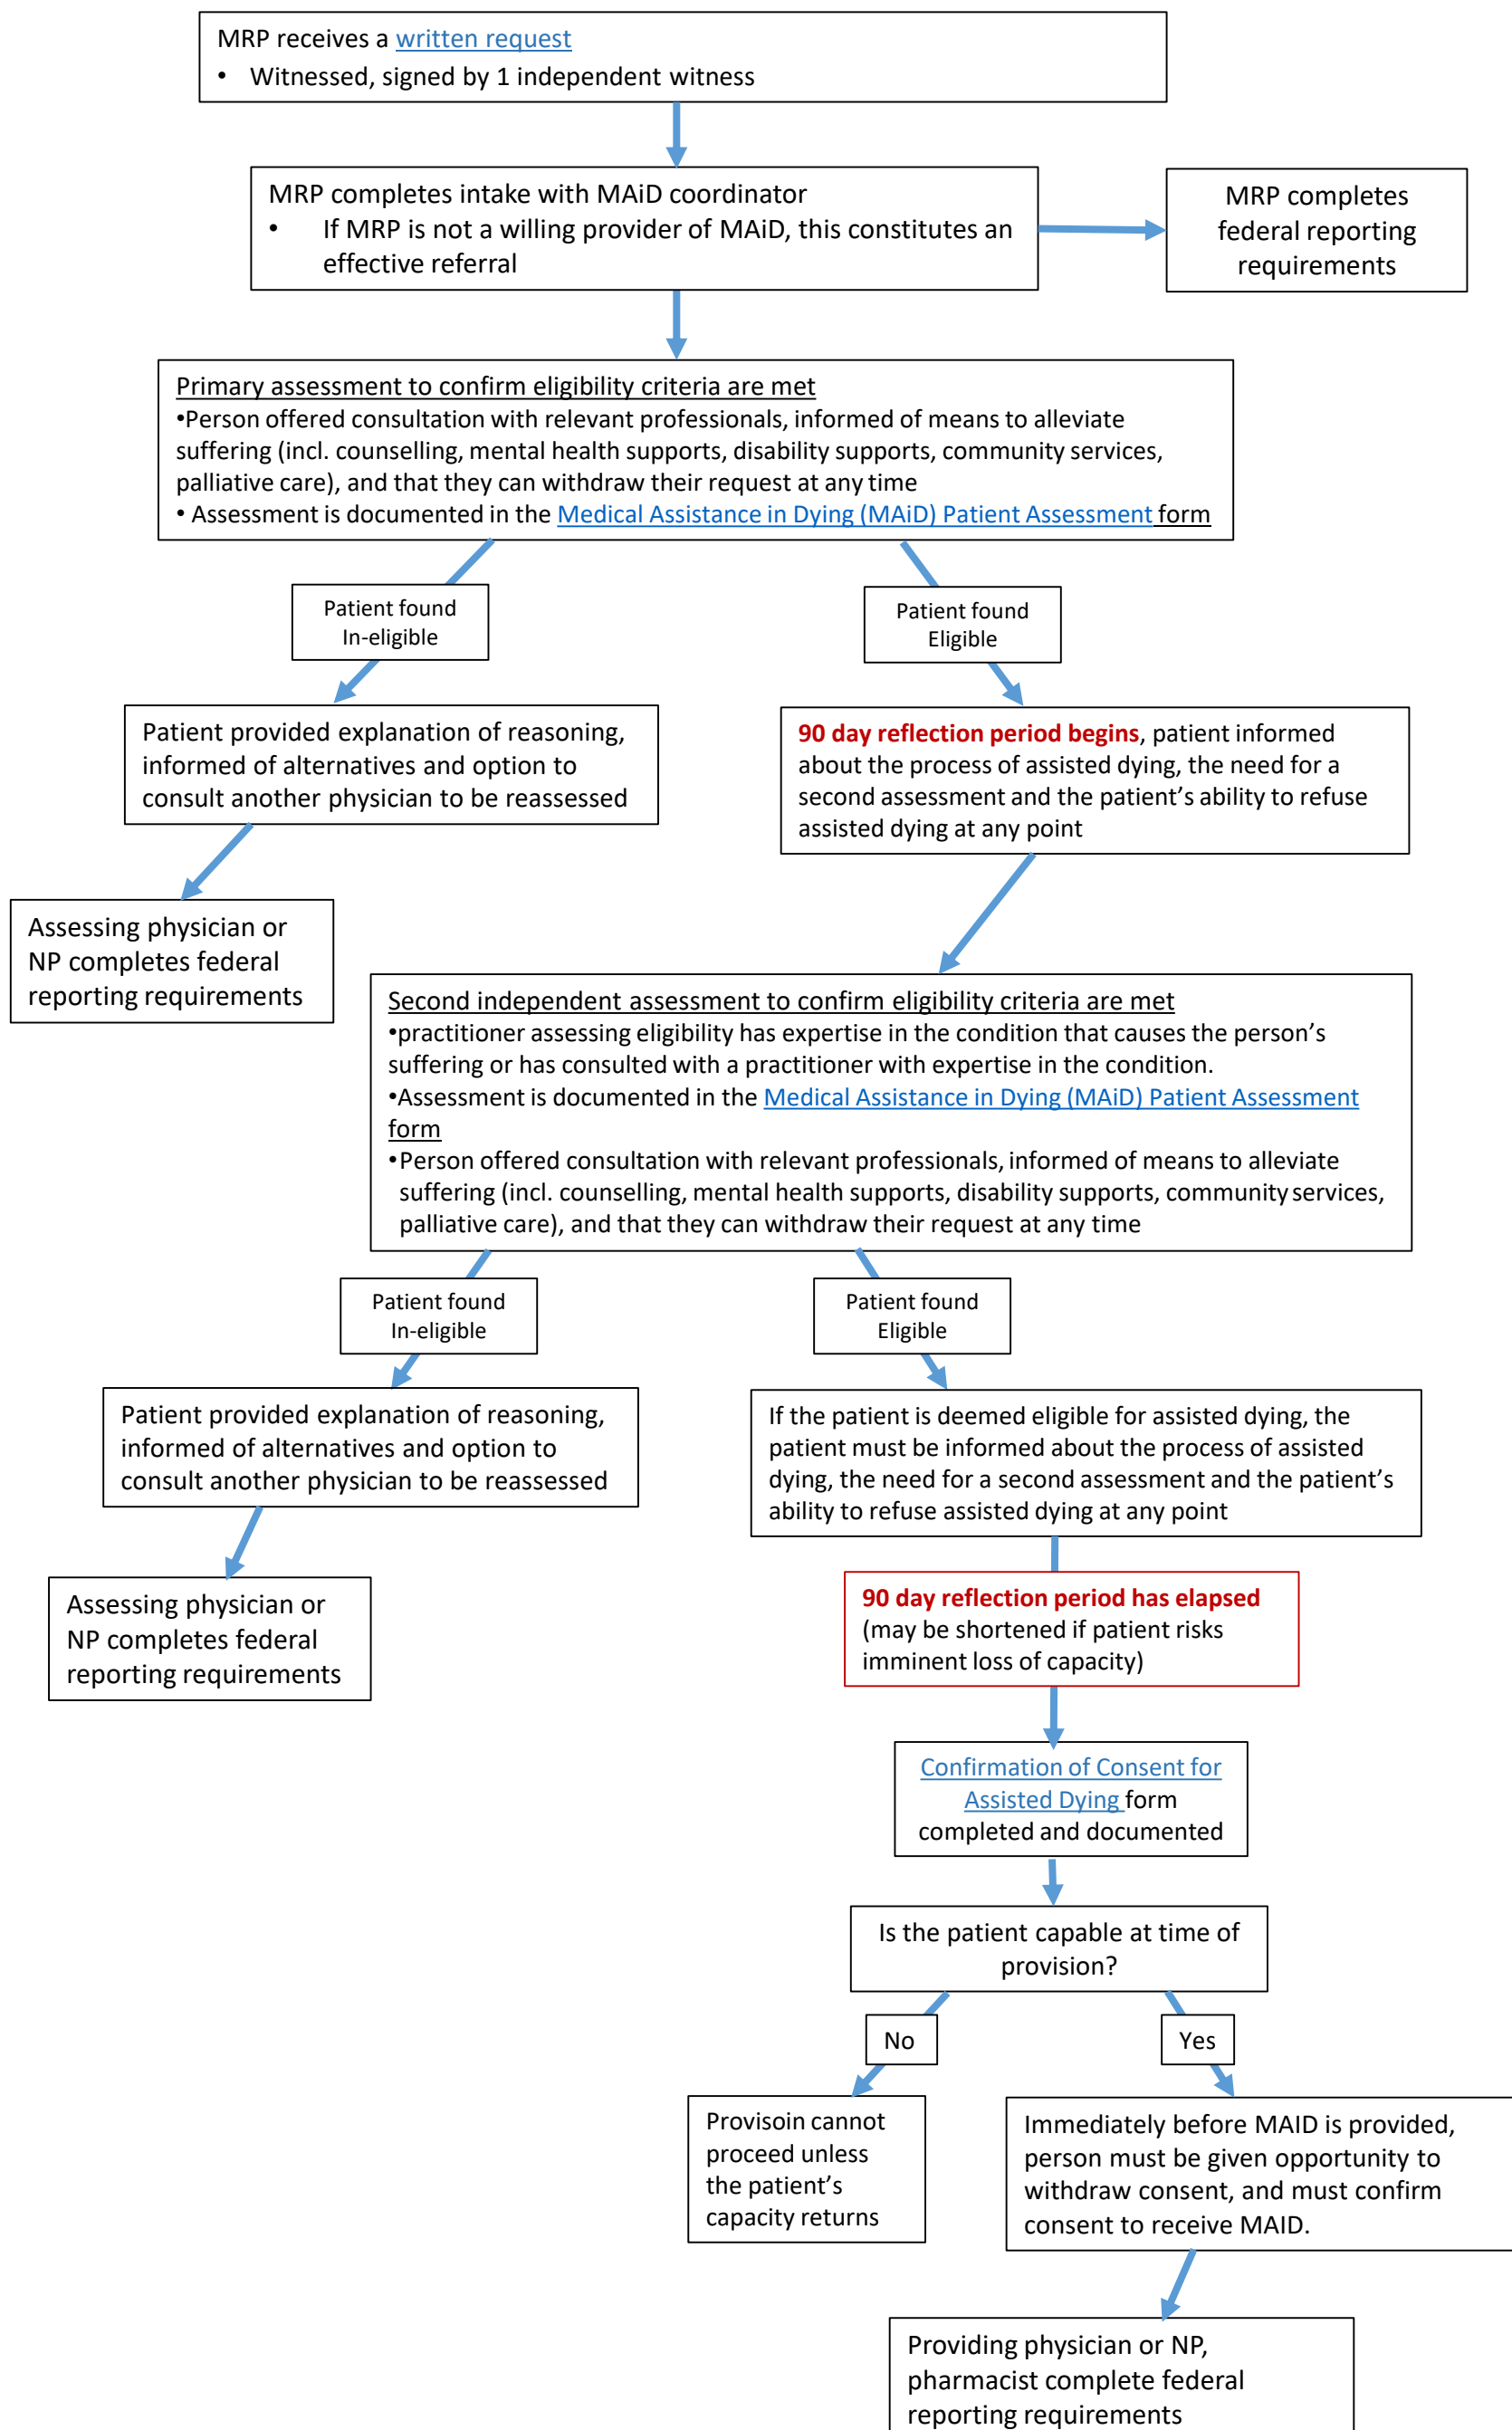 MRP receives a written request
• Witnessed, signed by 1 independent witness
MRP completes intake with MAiD coordinator
• If MRP is not a willing provider of MAiD, this constitutes an
effective referral
MRP completes
federal reporting
requirements
Primary assessment to confirm eligibility criteria are met
•Person offered consultation with relevant professionals, informed of means to alleviate
suffering (incl. counselling, mental health supports, disability supports, community services,
palliative care), and that they can withdraw their request at any time
• Assessment is documented in the Medical Assistance in Dying (MAiD) Patient Assessment form
Patient found
In-eligible
Patient found
Eligible
Patient provided explanation of reasoning,
informed of alternatives and option to
consult another physician to be reassessed
90 day reflection period begins, patient informed
about the process of assisted dying, the need for a
second assessment and the patient's ability to refuse
assisted dying at any point
Assessing physician or
NP completes federal
reporting requirements
Second independent assessment to confirm eligibility criteria are met
•practitioner assessing eligibility has expertise in the condition that causes the person's
suffering or has consulted with a practitioner with expertise in the condition.
•Assessment is documented in the Medical Assistance in Dying (MAiD) Patient Assessment
form
•Person offered consultation with relevant professionals, informed of means to alleviate
suffering (incl. counselling, mental health supports, disability supports, community services,
palliative care), and that they can withdraw their request at any time
Patient found
In-eligible
Patient found
Eligible
Patient provided explanation of reasoning,
informed of alternatives and option to
consult another physician to be reassessed
If the patient is deemed eligible for assisted dying, the
patient must be informed about the process of assisted
dying, the need for a second assessment and the patient's
ability to refuse assisted dying at any point
Assessing physician or
NP completes federal
reporting requirements
90 day reflection period has elapsed
(may be shortened if patient risks
imminent loss of capacity)
Confirmation of Consent for
Assisted Dying form
completed and documented
Is the patient capable at time of
provision?
No
Yes
Provisoin cannot
proceed unless
the patient's
capacity returns
Immediately before MAID is provided,
person must be given opportunity to
withdraw consent, and must confirm
consent to receive MAID.
Providing physician or NP,
pharmacist complete federal
reporting requirements